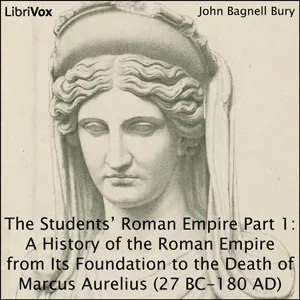 LibriVox
John Bagnell Bury
The Students' Roman Empire Part 1:
A History of the Roman Empire
from Its Foundation to the Death of
Marcus Aurelius (27 BC–180 AD)